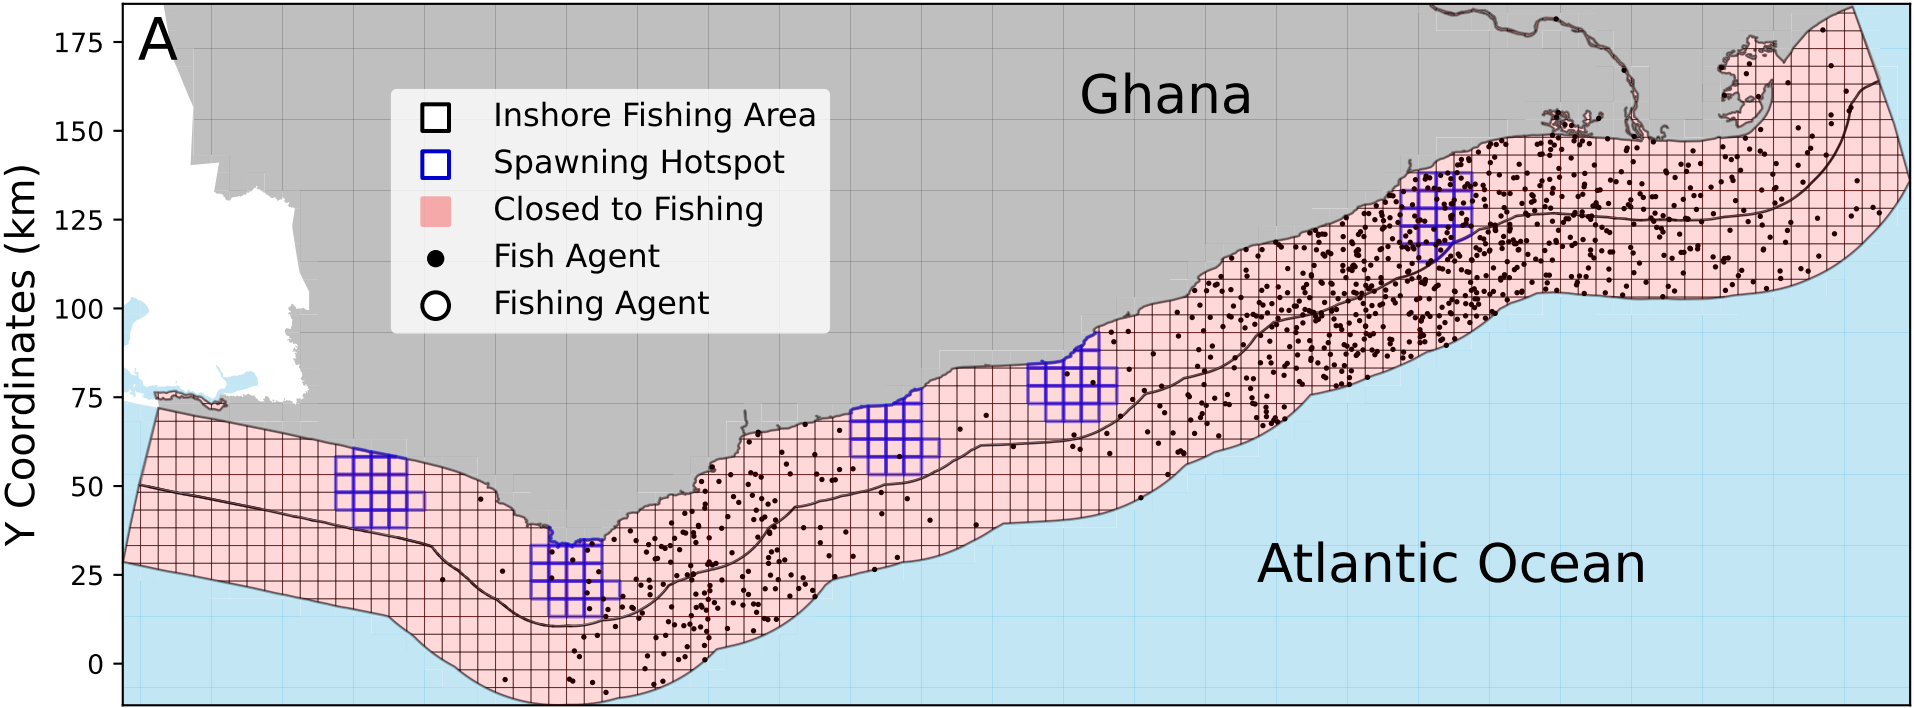 A
Ghana
Inshore Fishing Area
Spawning Hotspot
Closed to Fishing
Fish Agent
Fishing Agent
Atlantic Ocean
Y Coordinates (km)
175
150
125
100
75
50
25
0